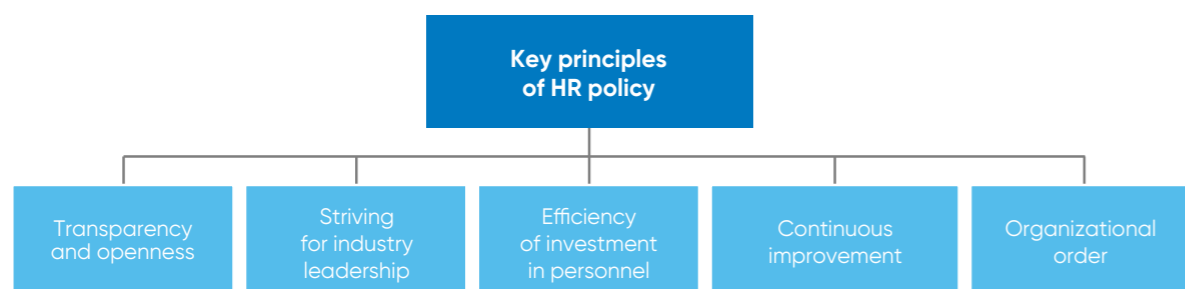 Key principles
of HR policy
Transparency
and openness
Striving
for industry
leadership
Efficiency
of investment
in personnel
Continuous
improvement
Organizational
order